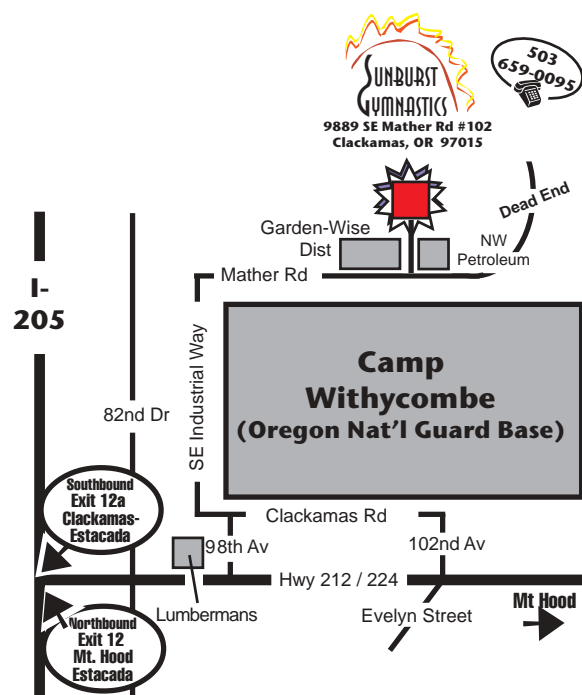 SUNBURST
GYMNASTICS
503
659-0095
9889 SE Mather Rd #102
Clackamas, OR 97015
Dead End
Garden-Wise
Dist
NW
Petroleum
Mather Rd
I-
205
SE Industrial Way
Camp
Withycombe
(Oregon Nat'l Guard Base)
82nd Dr
Southbound
Exit 12a
Clackamas-
Estacada
Clackamas Rd
98th Av
102nd Av
Hwy 212 / 224
Lumbermans
Evelyn Street
Mt Hood
Northbound
Exit 12
Mt. Hood
Estacada